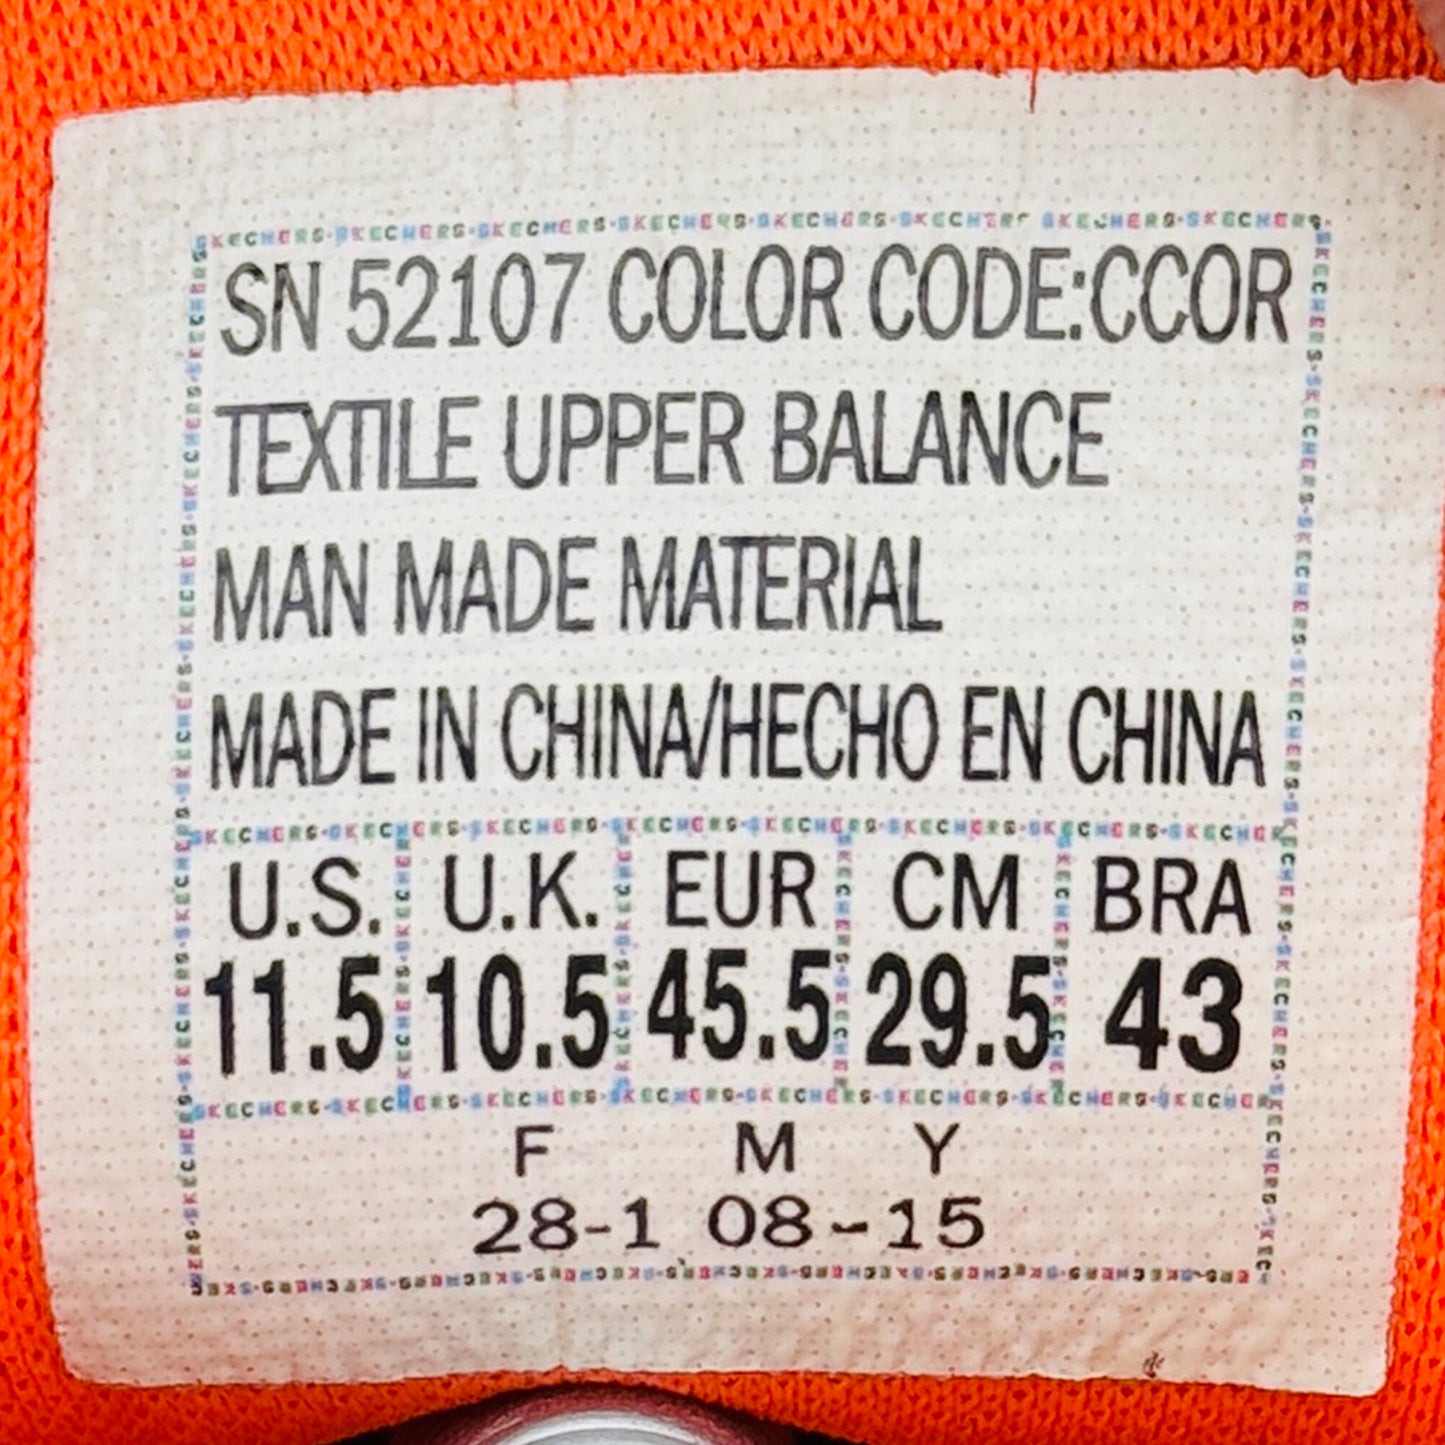 SN 52107 COLOR CODE:CCOR
TEXTILE UPPER BALANCE
MAN MADE MATERIAL
MADE IN CHINA/HECHO EN CHINA
U.S. U.K. EUR CM BRA
11.5 10.5 45.5 29.5 43
F M Y
28-1 08-15